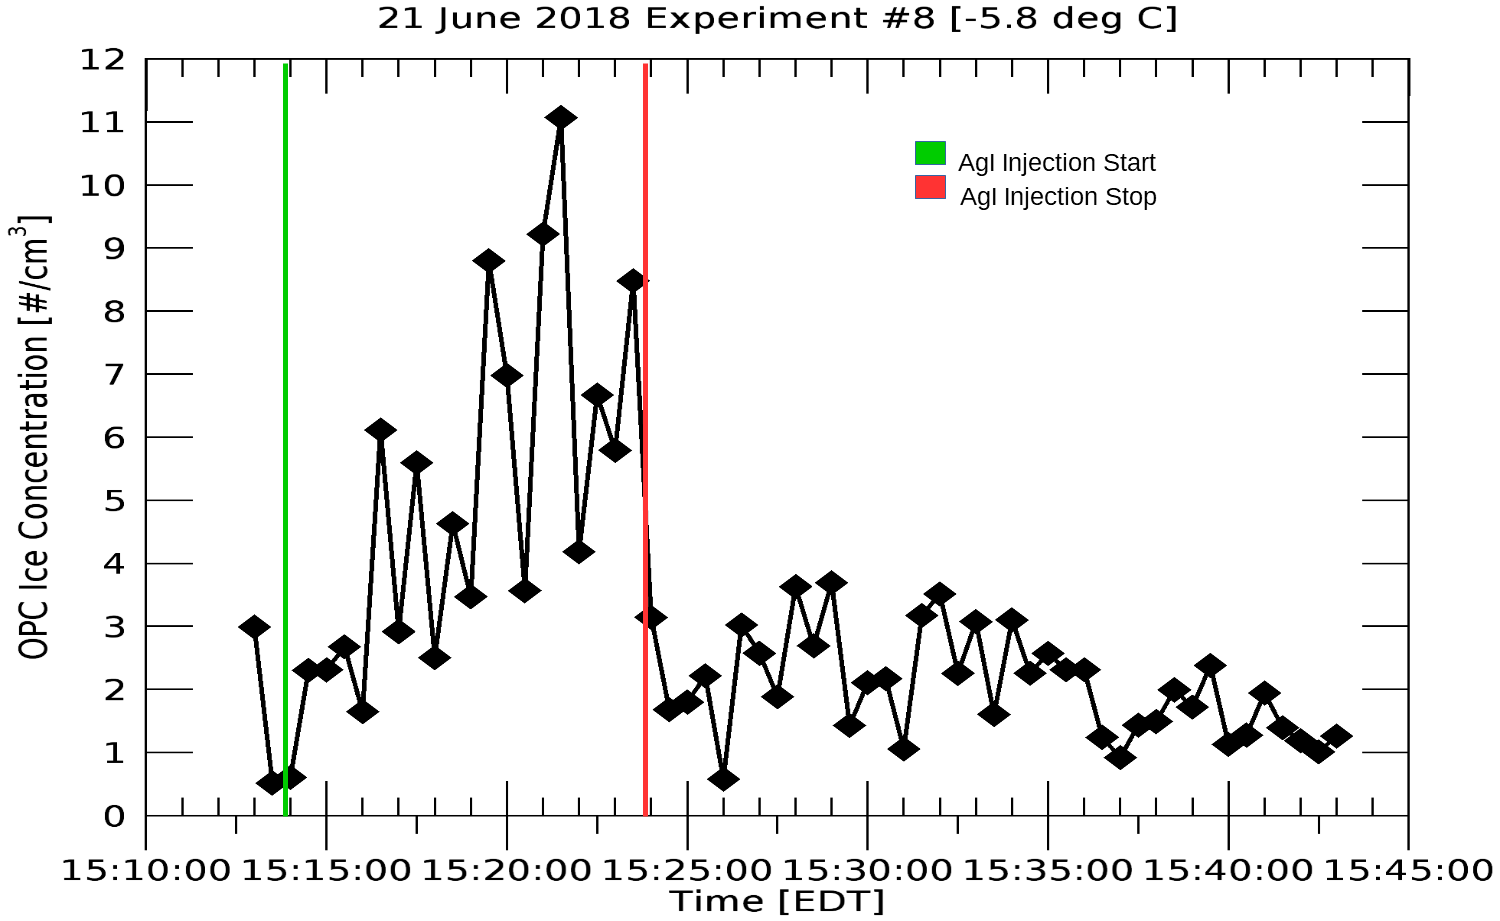 21 June 2018 Experiment #8 [-5.8 deg C]
12
11
10
9
8
7
6
5
4
3
2
1
0
OPC Ice Concentration [#/cm³]
AgI Injection Start
AgI Injection Stop
15:10:00 15:15:00 15:20:00 15:25:00 15:30:00 15:35:00 15:40:00 15:45:00
Time [EDT]